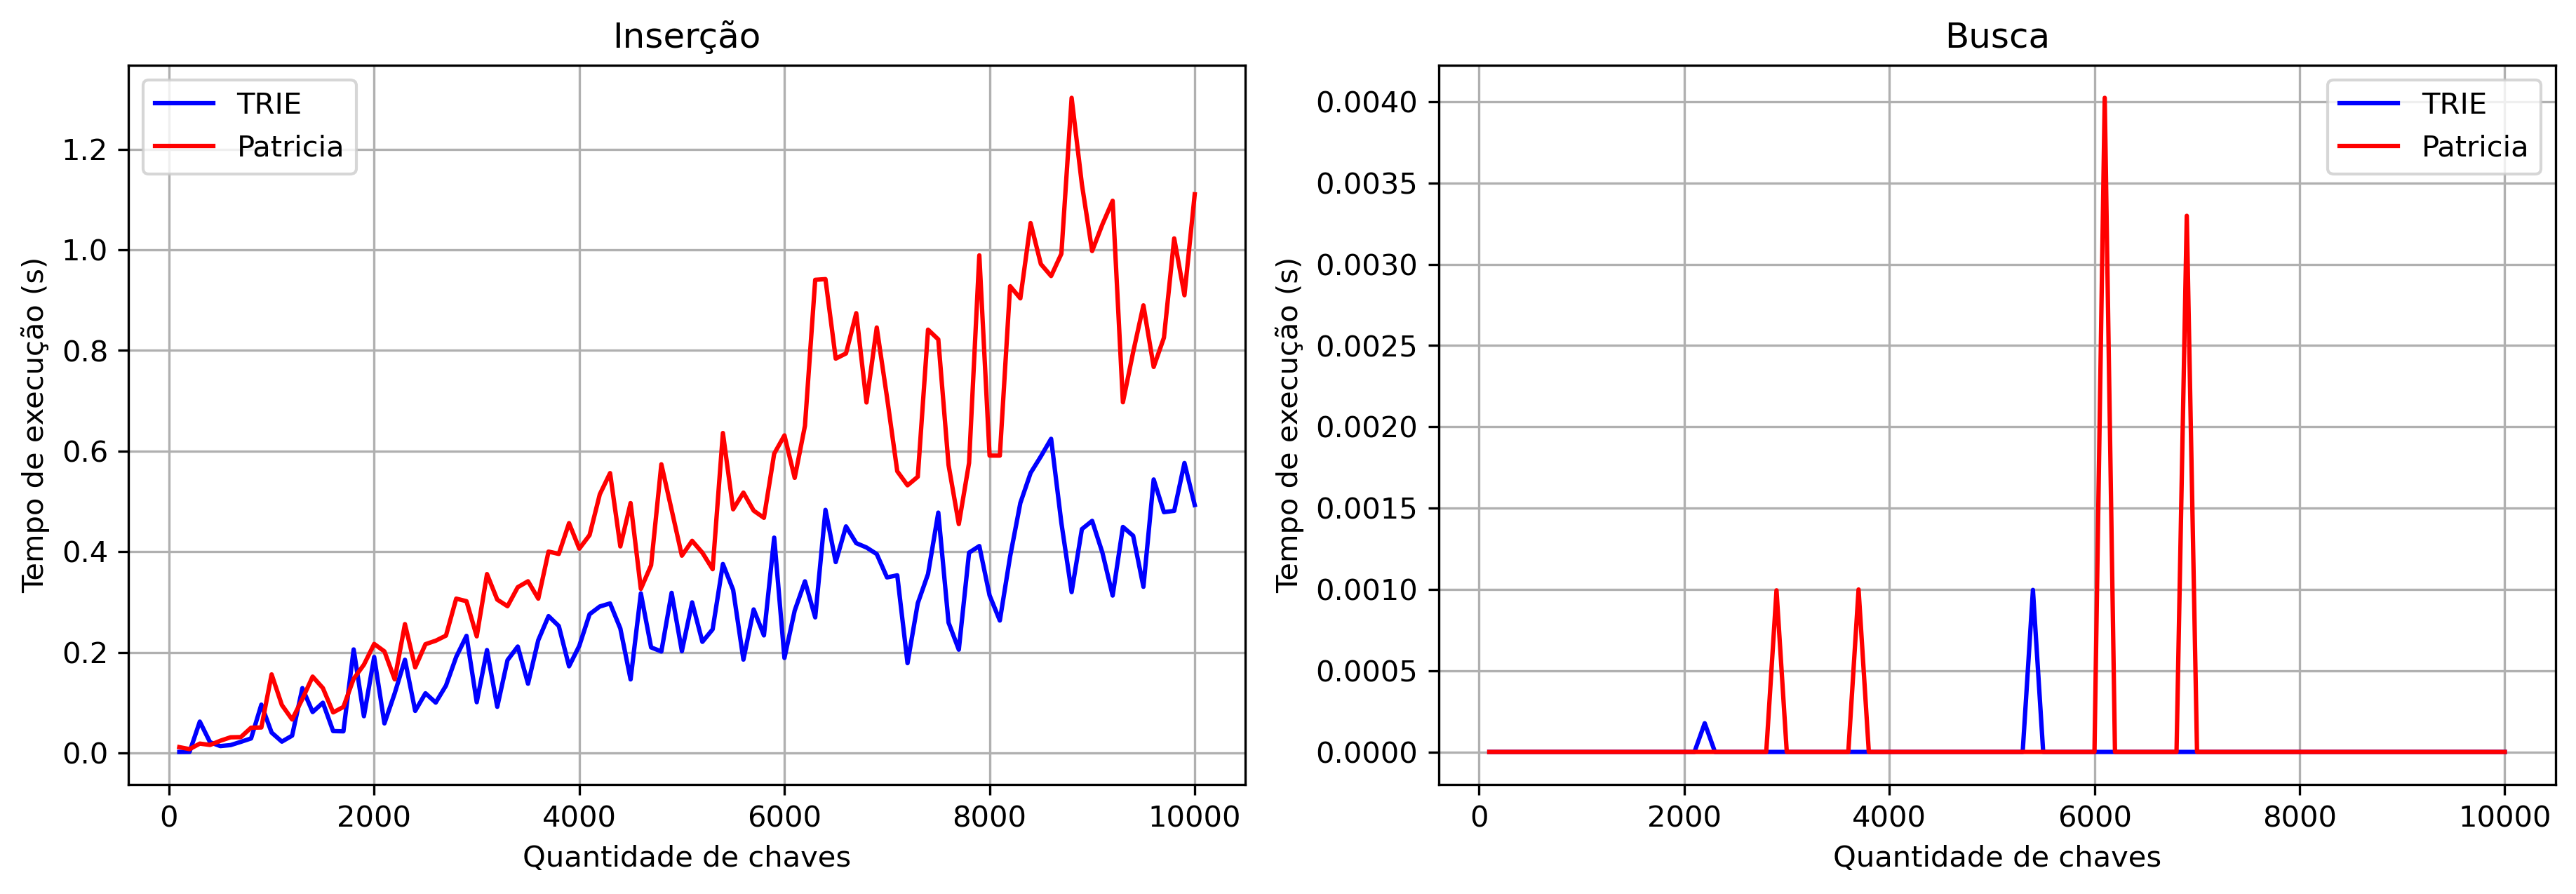 Inserção
TRIE
Patricia
1.2
1.0
0.8
0.6
0.4
0.2
0.0
Tempo de execução (s)
0
2000
4000
6000
8000
10000
Quantidade de chaves
Busca
TRIE
Patricia
0.0040
0.0035
0.0030
0.0025
0.0020
0.0015
0.0010
0.0005
0.0000
Tempo de execução (s)
0
2000
4000
6000
8000
10000
Quantidade de chaves